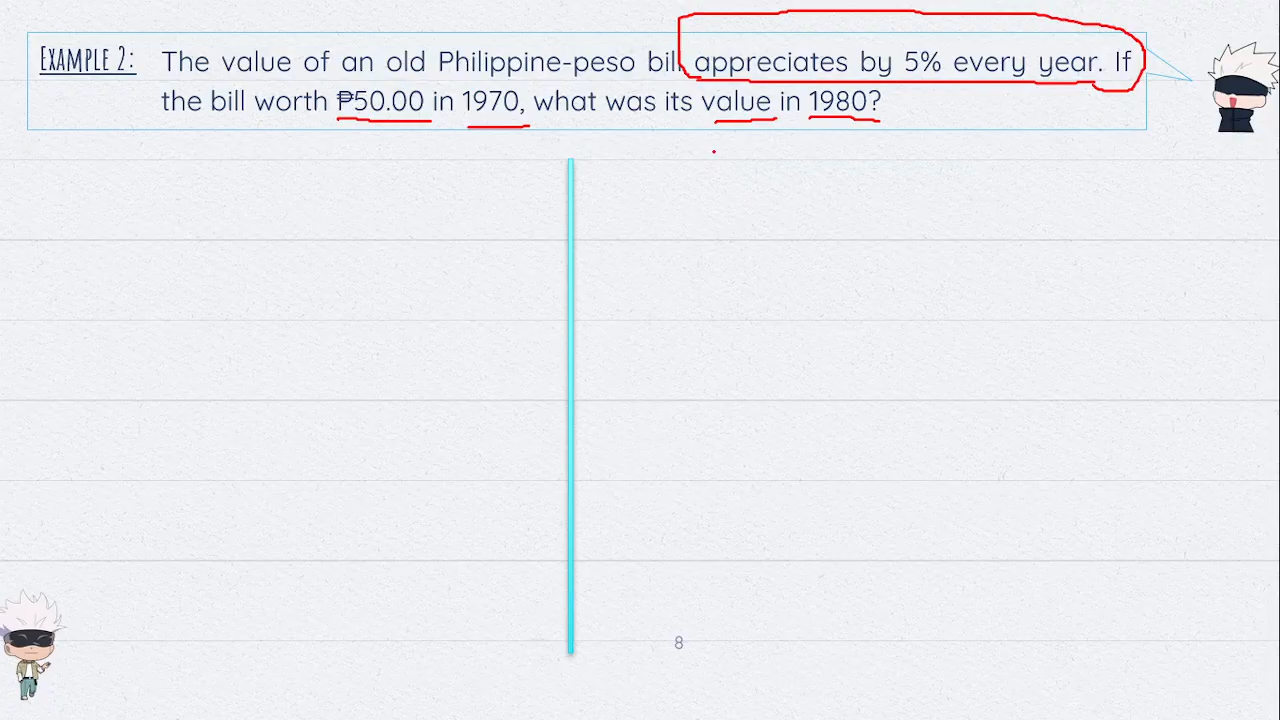 Example 2: The value of an old Philippine-peso bill appreciates by 5% every year. If
the bill worth ₱50.00 in 1970, what was its value in 1980?
8